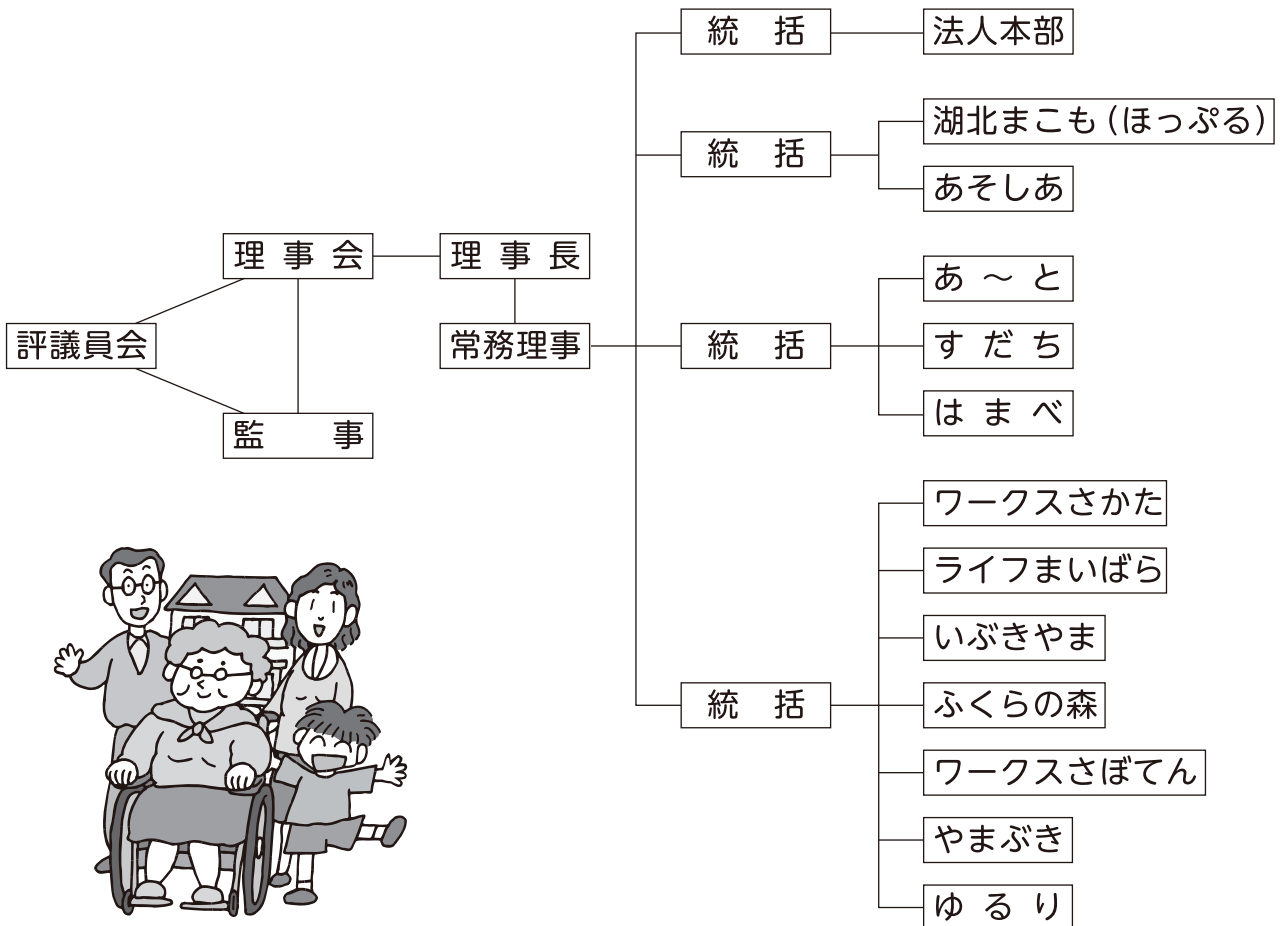 評議員会
理事会
監事
理事長
常務理事
統括
法人本部
統括
湖北まこも（ほっぷる）
あそしあ
統括
あ～と
すだち
はまべ
統括
ワークスさかた
ライフまいばら
いぶきやま
ふくらの森
ワークスさぼてん
やまぶき
ゆるり